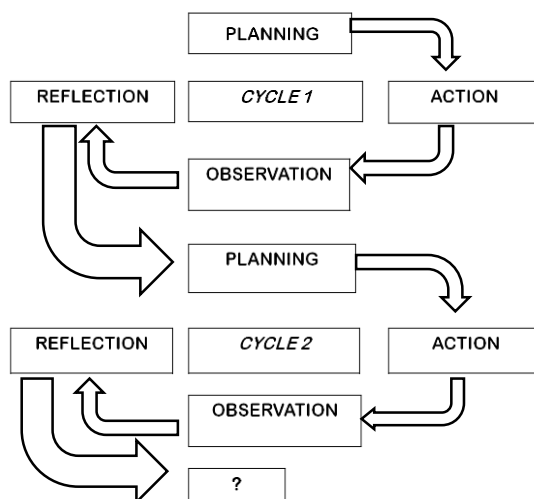 PLANNING
REFLECTION
CYCLE 1
ACTION
OBSERVATION
PLANNING
REFLECTION
CYCLE 2
ACTION
OBSERVATION
?